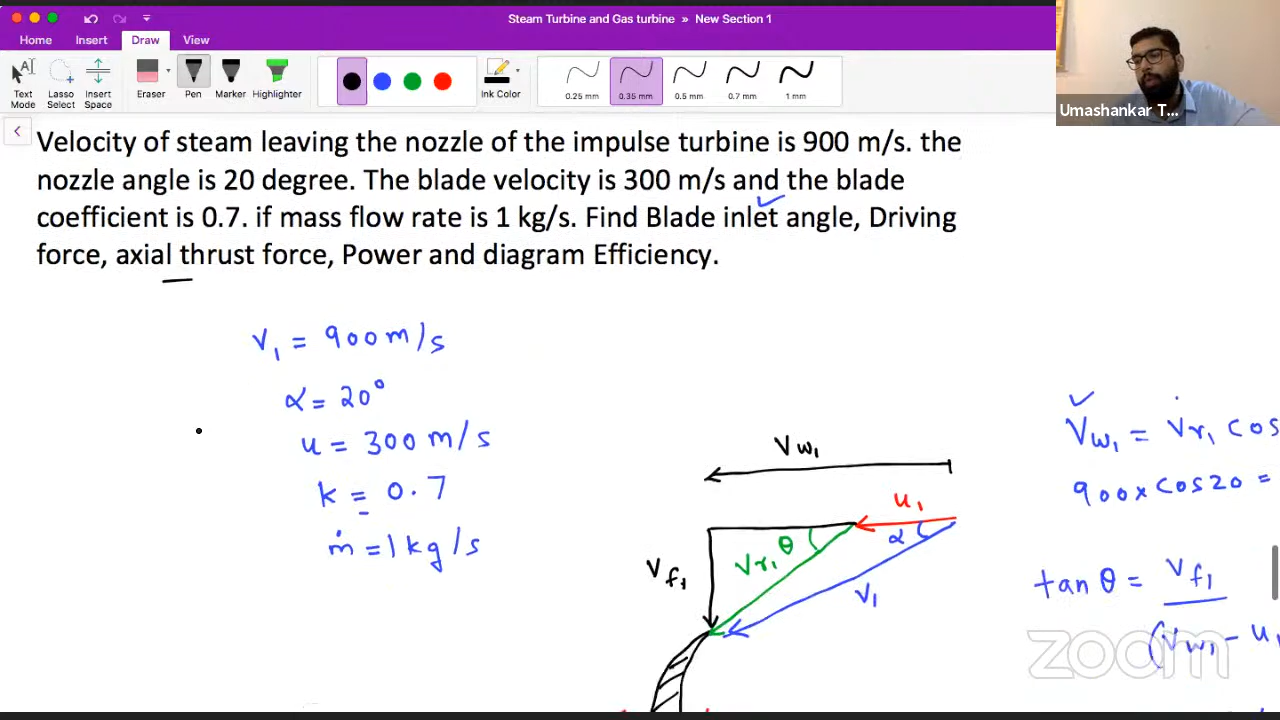 Steam Turbine and Gas turbine » New Section 1
Home Insert Draw View
Text Mode
Lasso Select
Insert Space
Eraser
Pen
Marker
Highlighter
Ink Color
0.25 mm
0.35 mm
0.5 mm
0.7 mm
1 mm
Umashankar T...
Velocity of steam leaving the nozzle of the impulse turbine is 900 m/s. the
nozzle angle is 20 degree. The blade velocity is 300 m/s and the blade
coefficient is 0.7. if mass flow rate is 1 kg/s. Find Blade inlet angle, Driving
force, axial thrust force, Power and diagram Efficiency.
V₁ = 900 m/s
α = 20°
u = 300 m/s
k = 0.7
ṁ = 1 kg/s
Vw₁
u₁
α
θ
Vr₁
Vf₁
V₁
Vw₁ = Vr₁ cos
900 x cos20 =
tan θ = Vf₁
(Vw₁ - u₁
zoom